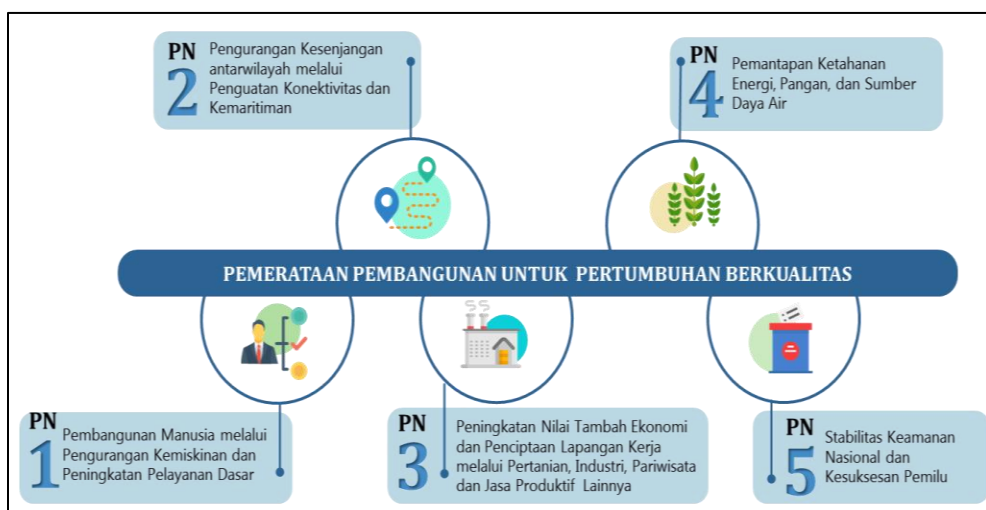 PN
2
Pengurangan Kesenjangan
antarwilayah melalui
Penguatan Konektivitas dan
Kemaritiman
PN
4
Pemantapan Ketahanan
Energi, Pangan, dan Sumber
Daya Air
PEMERATAAN PEMBANGUNAN UNTUK PERTUMBUHAN BERKUALITAS
PN
1
Pembangunan Manusia melalui
Pengurangan Kemiskinan dan
Peningkatan Pelayanan Dasar
PN
3
Peningkatan Nilai Tambah Ekonomi
dan Penciptaan Lapangan Kerja
melalui Pertanian, Industri, Pariwisata
dan Jasa Produktif Lainnya
PN
5
Stabilitas Keamanan
Nasional dan
Kesuksesan Pemilu